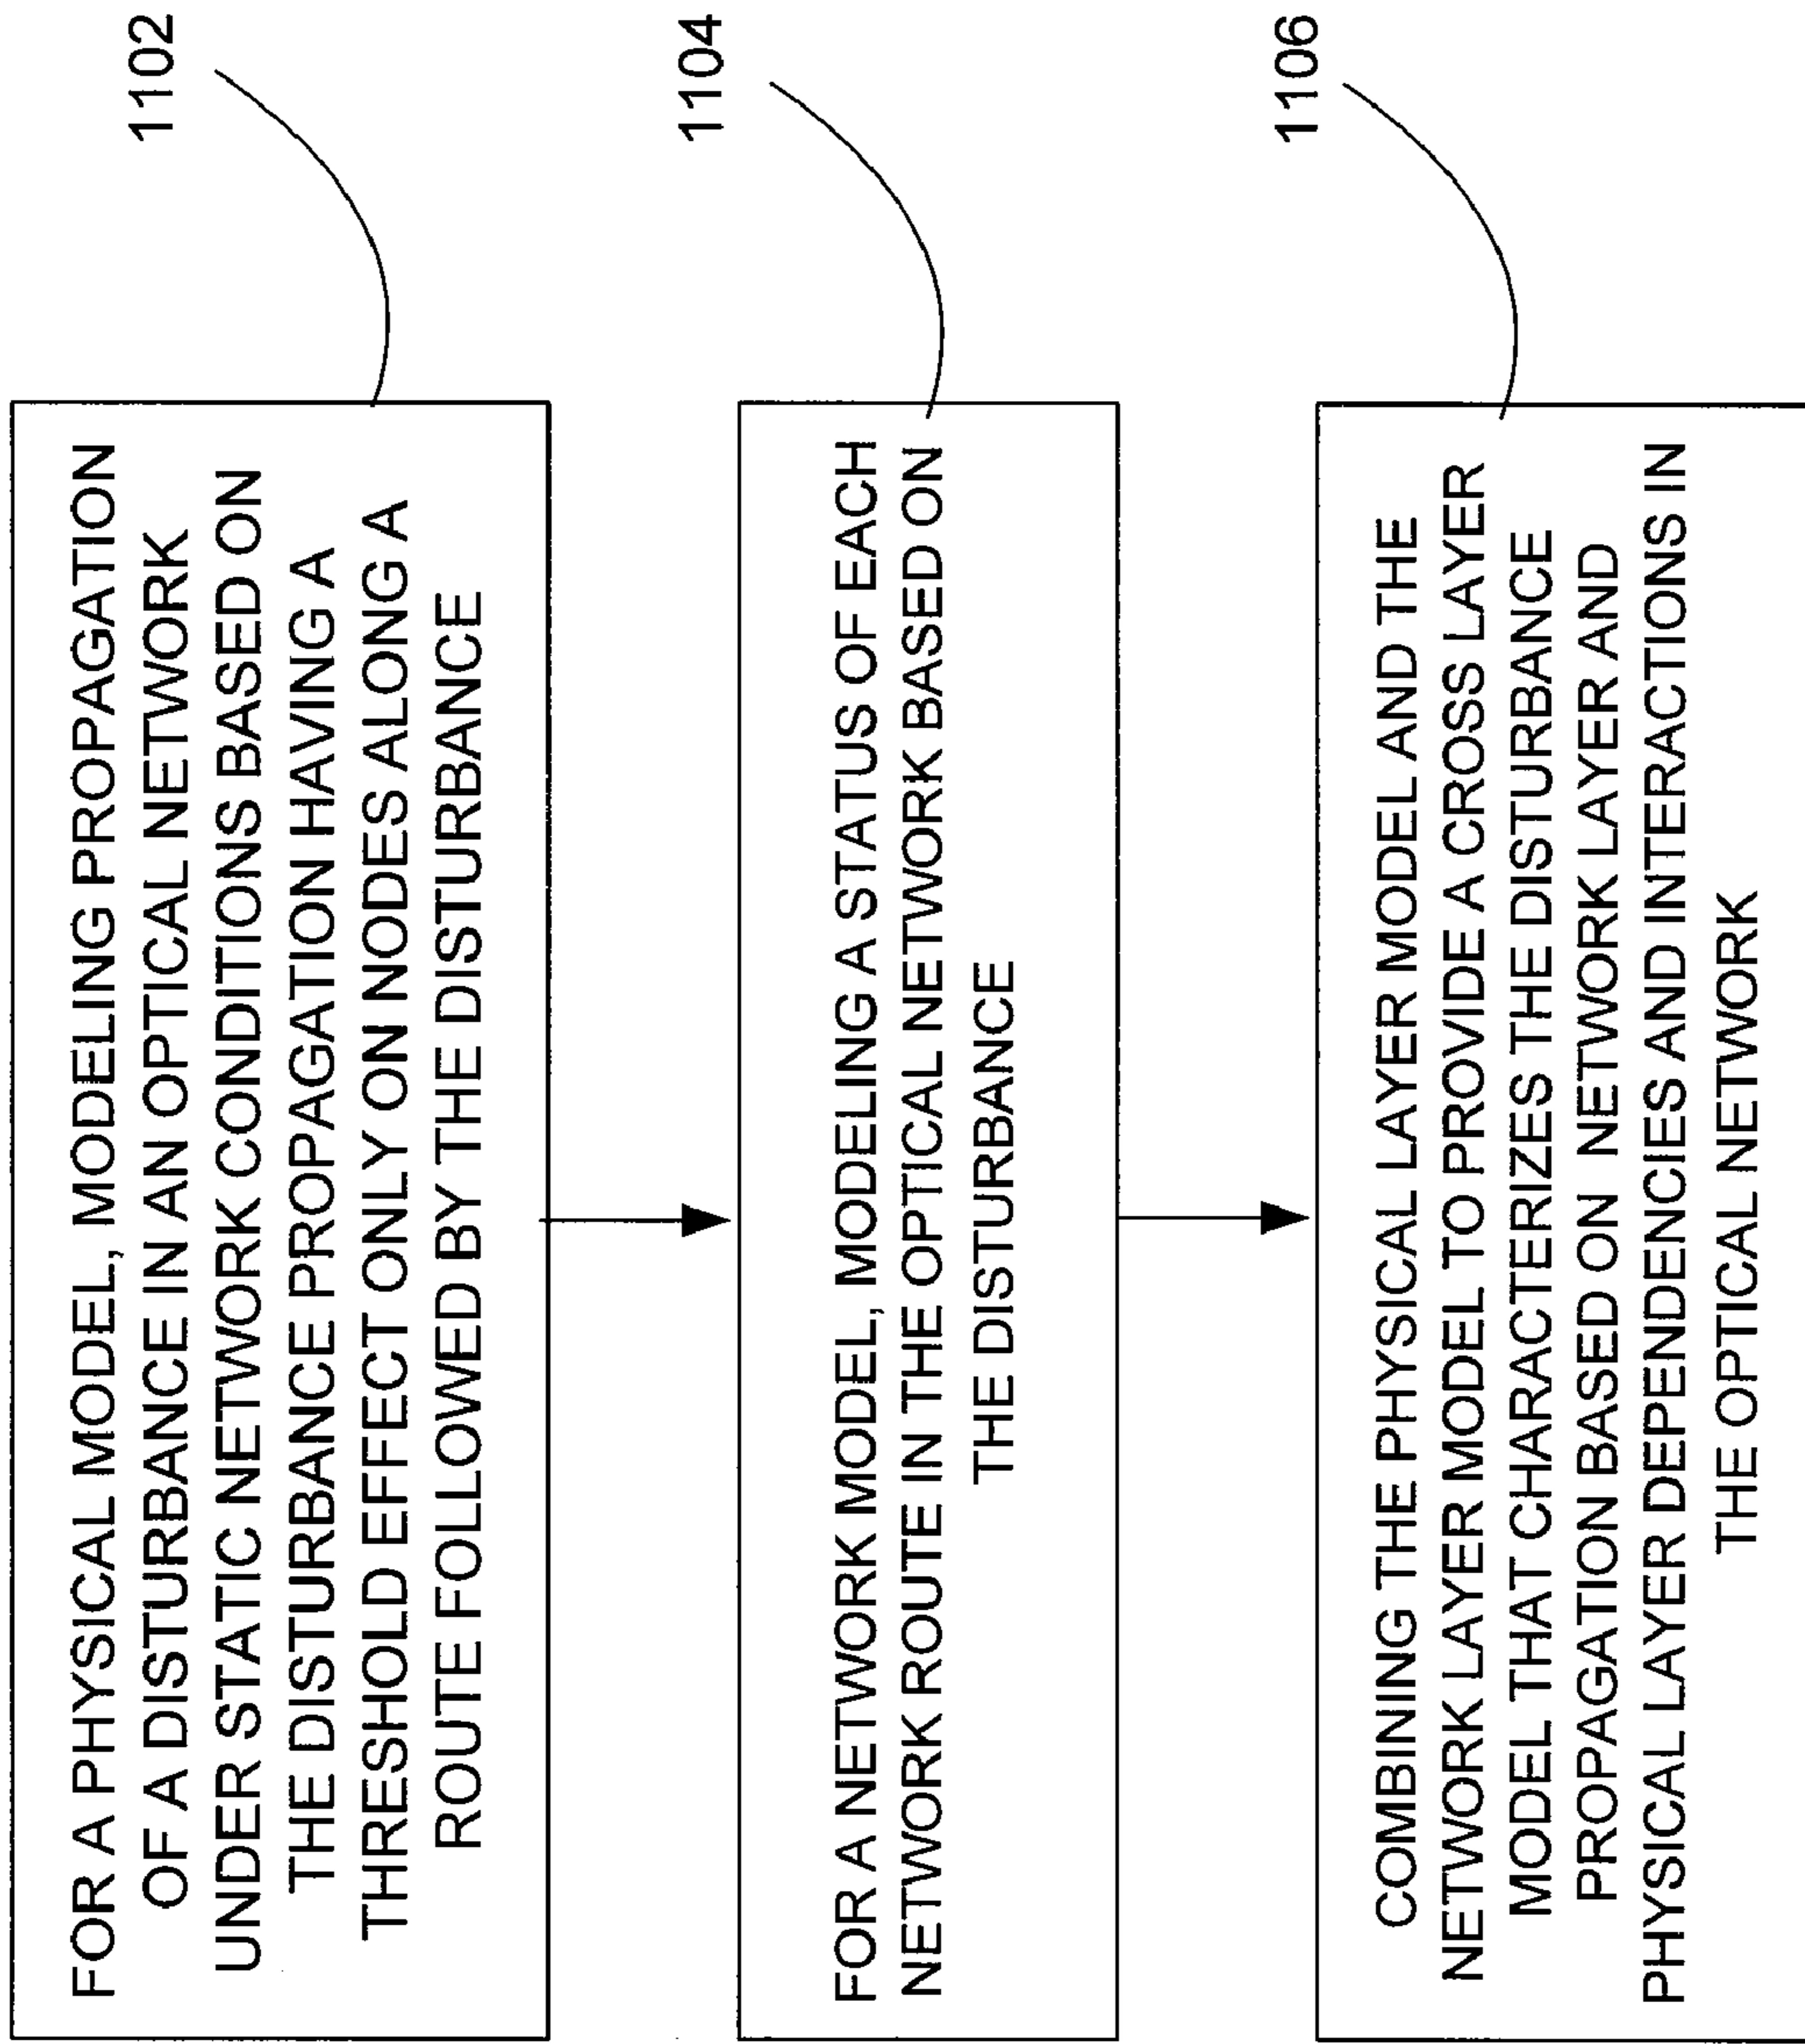 FOR A PHYSICAL MODEL, MODELING PROPAGATION
OF A DISTURBANCE IN AN OPTICAL NETWORK
UNDER STATIC NETWORK CONDITIONS BASED ON
THE DISTURBANCE PROPAGATION HAVING A
THRESHOLD EFFECT ONLY ON NODES ALONG A
ROUTE FOLLOWED BY THE DISTURBANCE
1102
FOR A NETWORK MODEL, MODELING A STATUS OF EACH
NETWORK ROUTE IN THE OPTICAL NETWORK BASED ON
THE DISTURBANCE
1104
COMBINING THE PHYSICAL LAYER MODEL AND THE
NETWORK LAYER MODEL TO PROVIDE A CROSS LAYER
MODEL THAT CHARACTERIZES THE DISTURBANCE
PROPAGATION BASED ON NETWORK LAYER AND
PHYSICAL LAYER DEPENDENCIES AND INTERACTIONS IN
THE OPTICAL NETWORK
1106